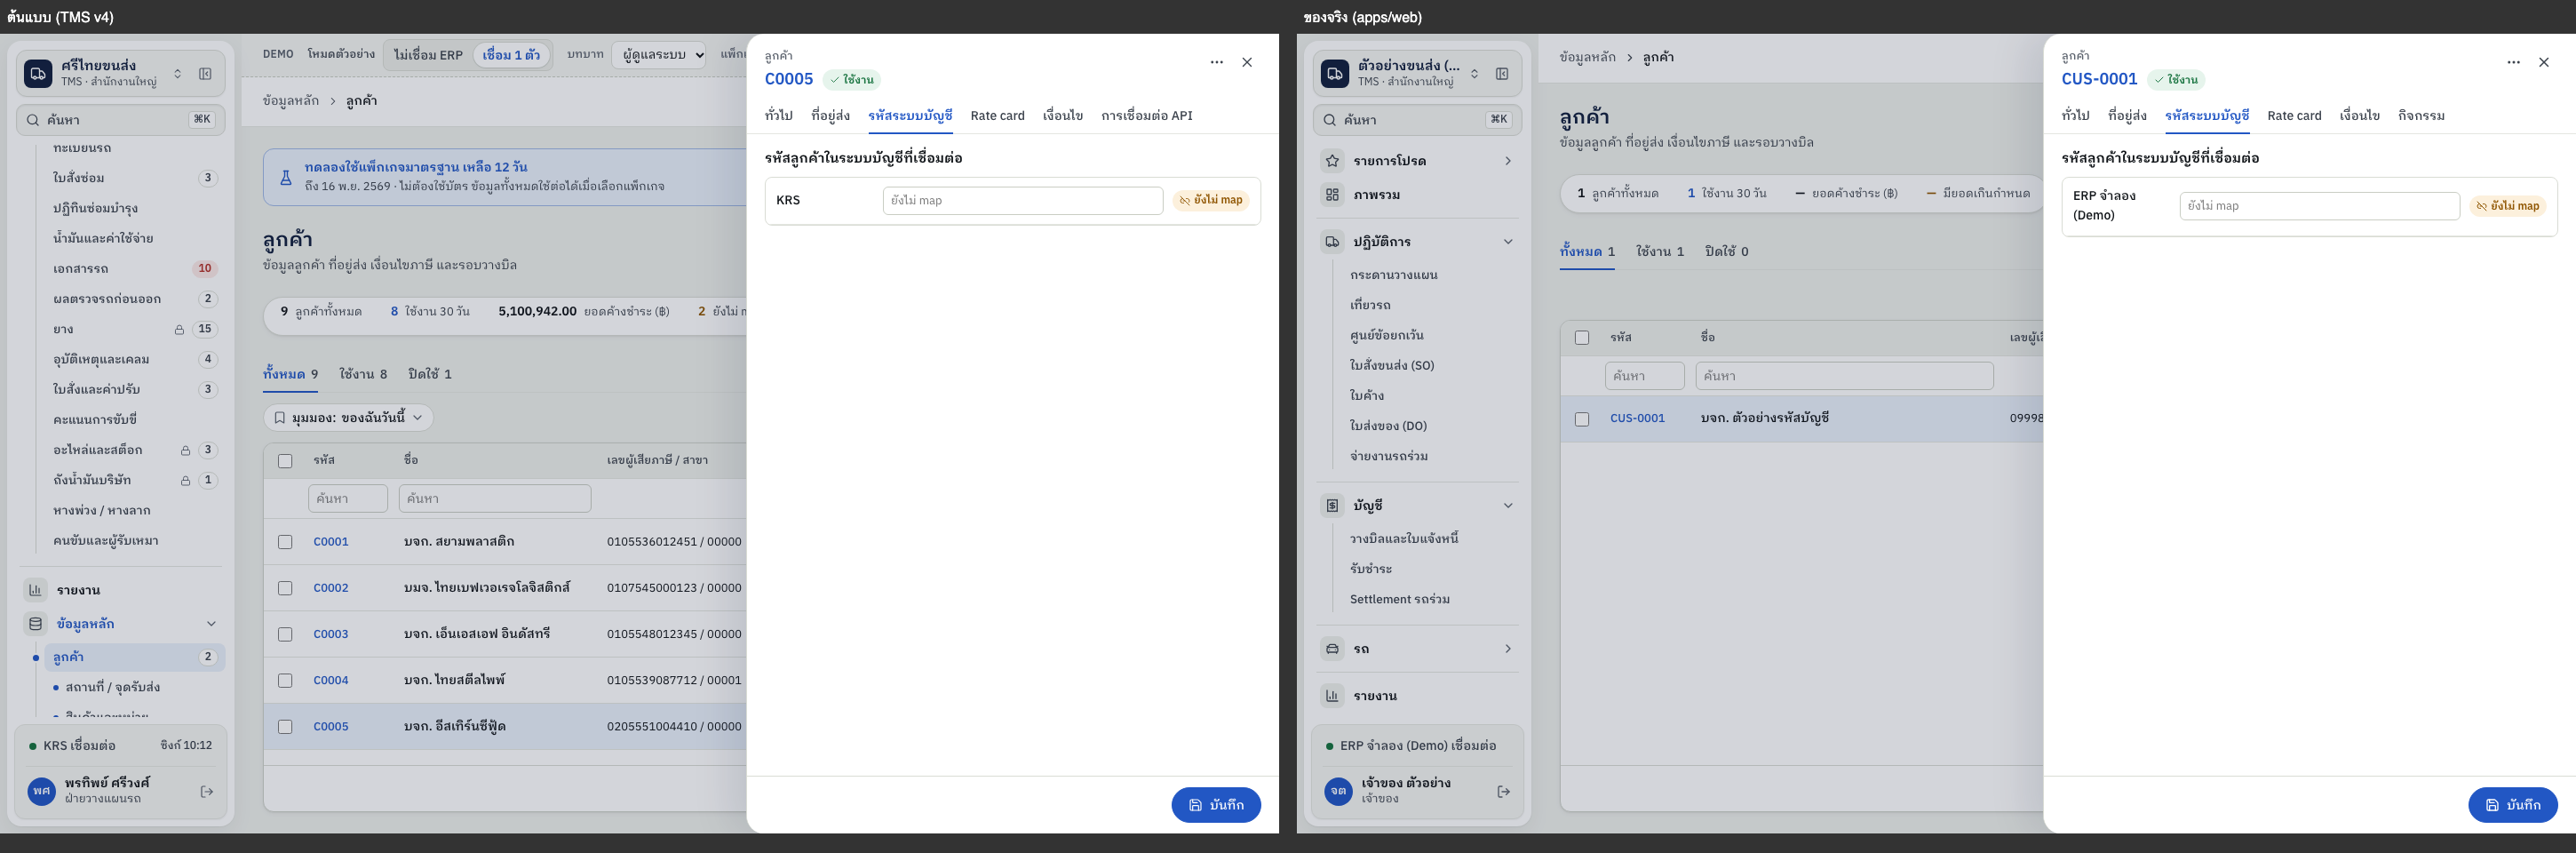 ต้นแบบ (TMS v4)
ศรีไทยขนส่ง
TMS · สำนักงานใหญ่
ค้นหา ⌘K
ทะเบียนรถ
ใบสั่งซ่อม 3
ปฏิทินซ่อมบำรุง
น้ำมันและค่าใช้จ่าย
เอกสารรถ 10
ผลตรวจรถก่อนออก 2
ยาง 15
อุบัติเหตุและเคลม 4
ใบสั่งและค่าปรับ 3
คะแนนการขับขี่
อะไหล่และสต็อก 3
ถังน้ำมันบริษัท 1
หางพ่วง / หางลาก
คนขับและผู้รับเหมา
รายงาน
ข้อมูลหลัก
ลูกค้า 2
สถานที่ / จุดรับส่ง
KRS เชื่อมต่อ ซิงก์ 10:12
พศ
พรทิพย์ ศรีวงศ์
ฝ่ายวางแผนรถ
DEMO โหมดตัวอย่าง ไม่เชื่อม ERP เชื่อม 1 ตัว บทบาท ผู้ดูแลระบบ
ข้อมูลหลัก ลูกค้า
ทดลองใช้แพ็กเกจมาตรฐาน เหลือ 12 วัน
ถึง 16 พ.ย. 2569 · ไม่ต้องใช้บัตร ข้อมูลทั้งหมดใช้ต่อได้เมื่อเลือกแพ็กเกจ
ลูกค้า
ข้อมูลลูกค้า ที่อยู่ส่ง เงื่อนไขภาษี และรอบวางบิล
9 ลูกค้าทั้งหมด 8 ใช้งาน 30 วัน 5,100,942.00 ยอดค้างชำระ (฿) 2
ทั้งหมด 9 ใช้งาน 8 ปิดใช้ 1
มุมมอง: ของฉันวันนี้
รหัส ชื่อ เลขผู้เสียภาษี / สาขา
ค้นหา ค้นหา
C0001 บจก. สยามพลาสติก 0105536012451 / 00000
C0002 บมจ. ไทยเบฟเวอเรจโลจิสติกส์ 0107545000123 / 00000
C0003 บจก. เอ็นเอสเอฟ อินดัสทรี 0105548012345 / 00000
C0004 บจก. ไทยสตีลไพพ์ 0105539087712 / 00001
C0005 บจก. อีสเทิร์นซีฟู้ด 0205551004410 / 00000
ลูกค้า
C0005 ใช้งาน
ทั่วไป ที่อยู่ส่ง รหัสระบบบัญชี Rate card เงื่อนไข การเชื่อมต่อ API
รหัสลูกค้าในระบบบัญชีที่เชื่อมต่อ
KRS ยังไม่ map ยังไม่ map
บันทึก
ของจริง (apps/web)
ตัวอย่างขนส่ง (...
TMS · สำนักงานใหญ่
ค้นหา ⌘K
รายการโปรด
ภาพรวม
ปฏิบัติการ
กระดานวางแผน
เที่ยวรถ
ศูนย์ข้อยกเว้น
ใบสั่งขนส่ง (SO)
ใบค้าง
ใบส่งของ (DO)
จ่ายงานรถร่วม
บัญชี
วางบิลและใบแจ้งหนี้
รับชำระ
Settlement รถร่วม
รถ
รายงาน
ERP จำลอง (Demo) เชื่อมต่อ
จต
เจ้าของ ตัวอย่าง
เจ้าของ
ข้อมูลหลัก ลูกค้า
ลูกค้า
ข้อมูลลูกค้า ที่อยู่ส่ง เงื่อนไขภาษี และรอบวางบิล
1 ลูกค้าทั้งหมด 1 ใช้งาน 30 วัน — ยอดค้างชำระ (฿) — มียอดเกินกำหนด
ทั้งหมด 1 ใช้งาน 1 ปิดใช้ 0
รหัส ชื่อ
ค้นหา ค้นหา
CUS-0001 บจก. ตัวอย่างรหัสบัญชี 09998
ลูกค้า
CUS-0001 ใช้งาน
ทั่วไป ที่อยู่ส่ง รหัสระบบบัญชี Rate card เงื่อนไข กิจกรรม
รหัสลูกค้าในระบบบัญชีที่เชื่อมต่อ
ERP จำลอง (Demo) ยังไม่ map ยังไม่ map
บันทึก